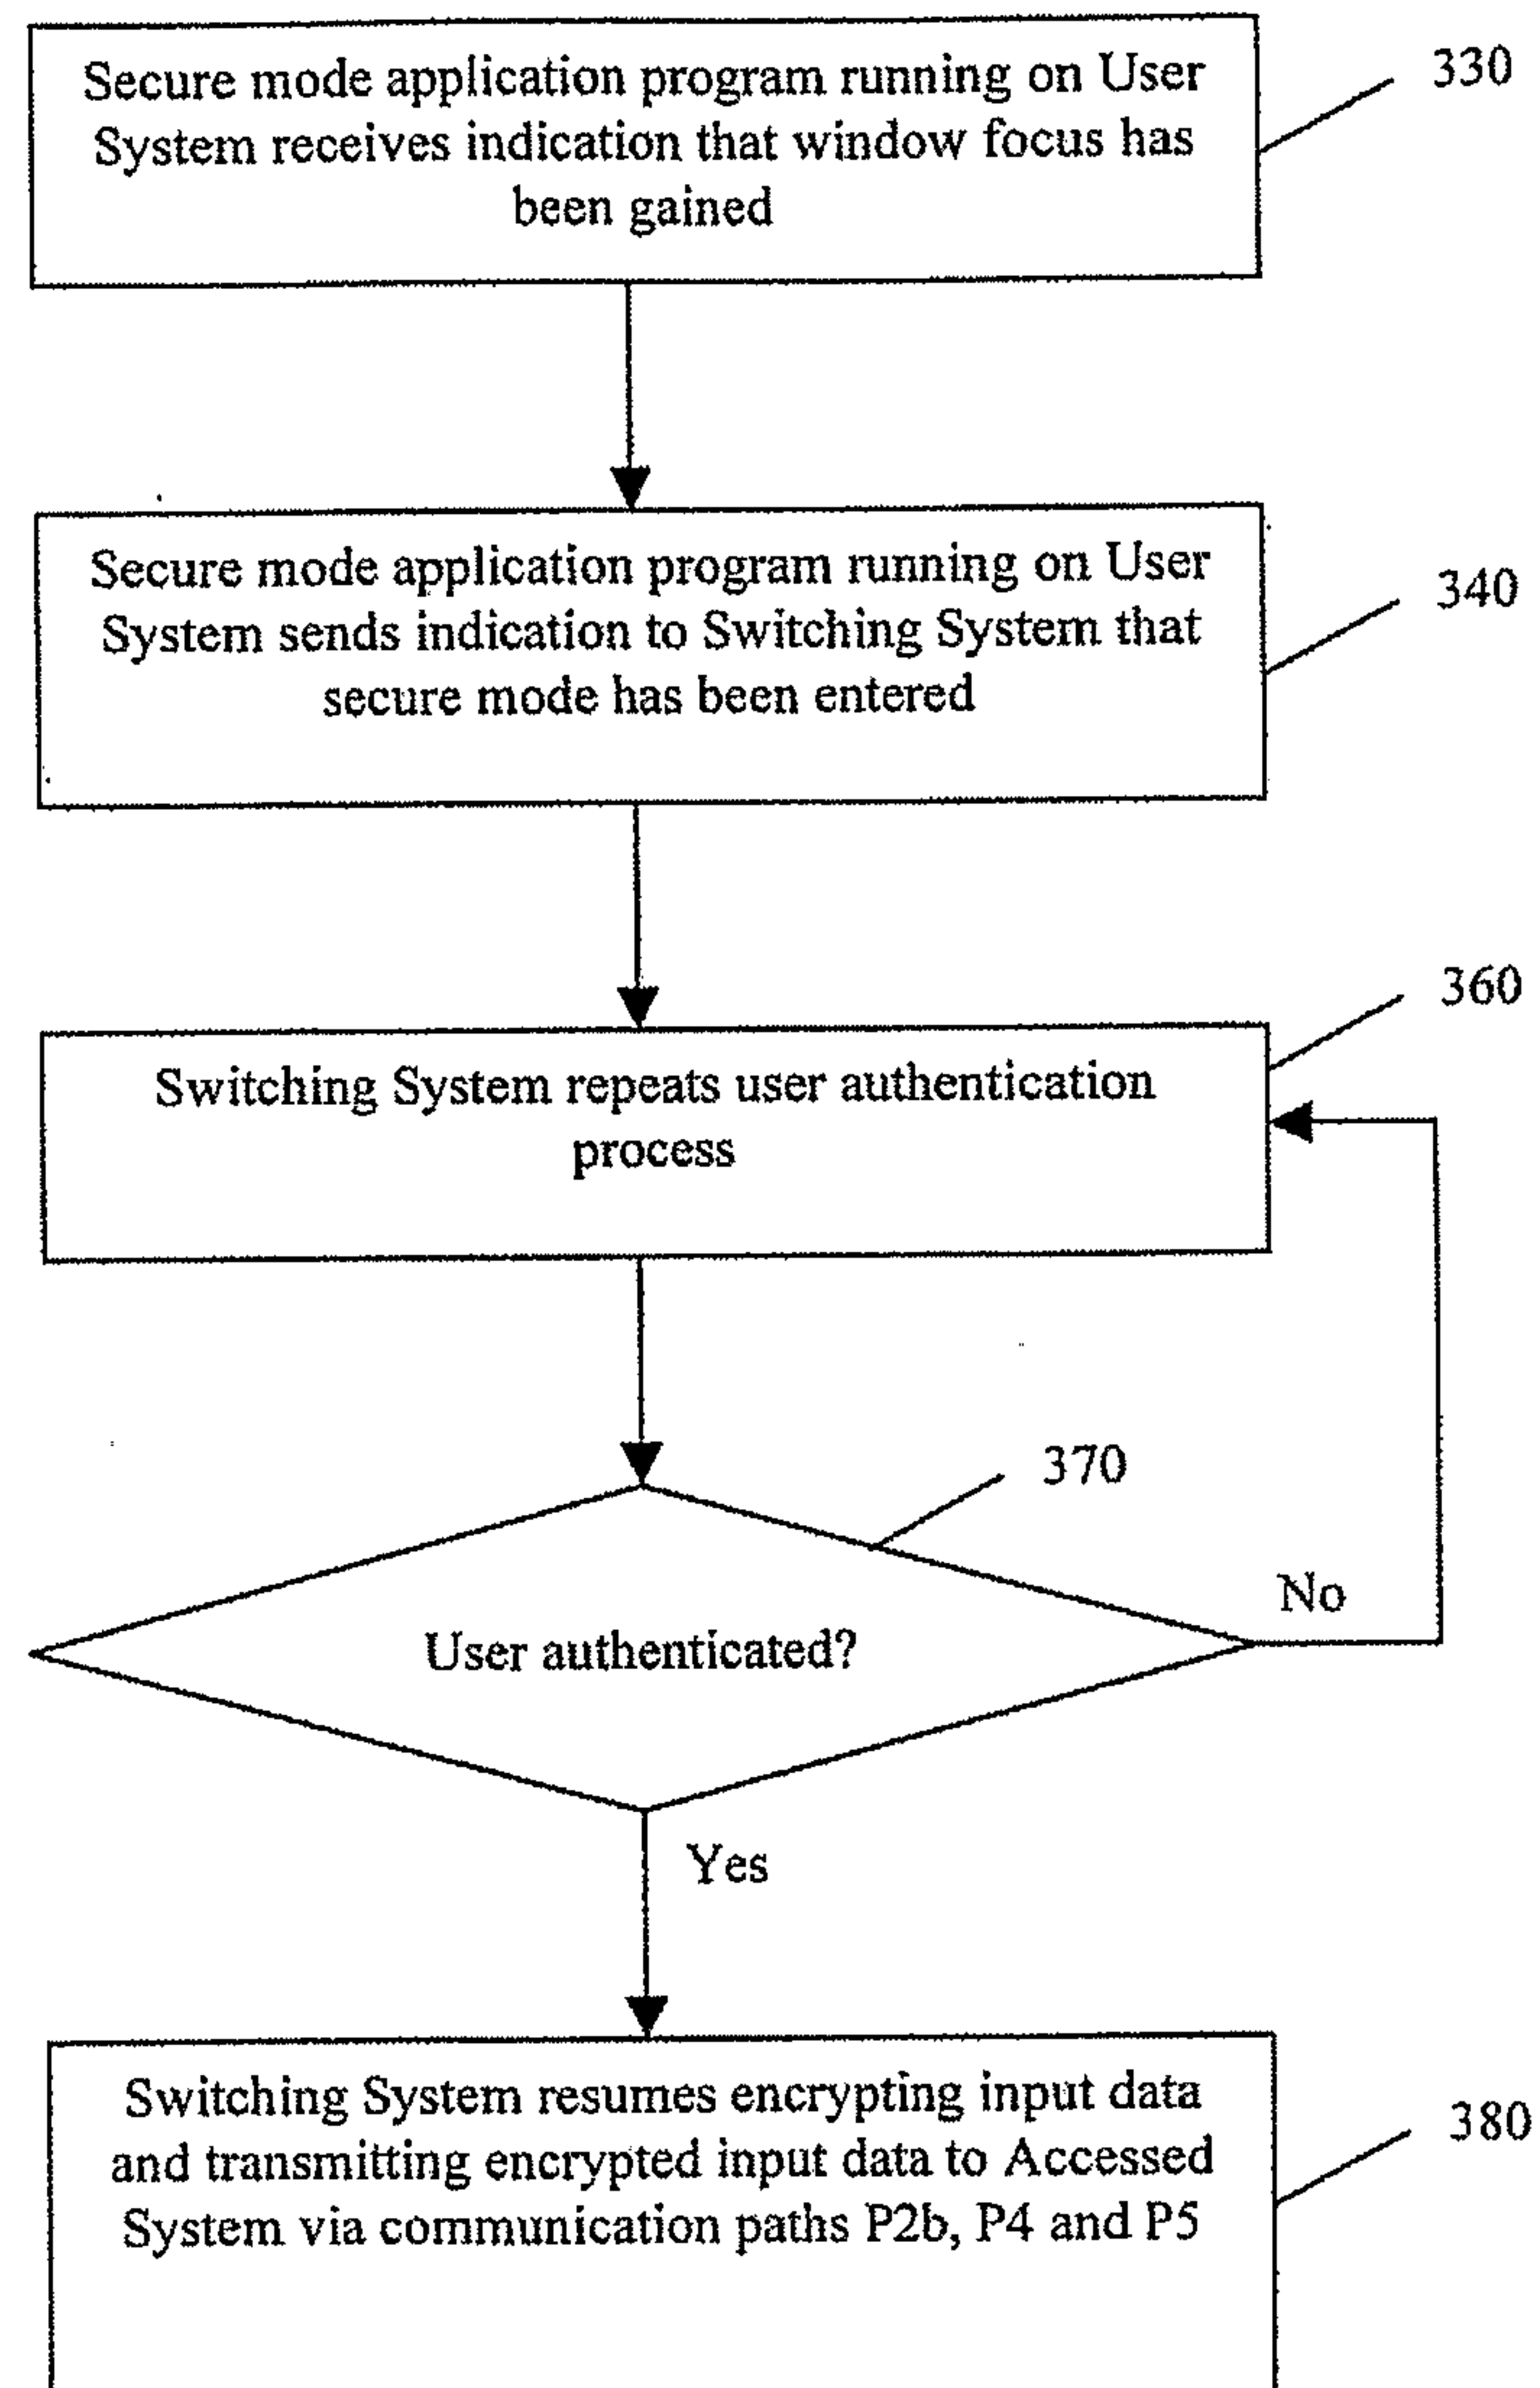 Secure mode application program running on User
System receives indication that window focus has
been gained
330
Secure mode application program running on User
System sends indication to Switching System that
secure mode has been entered
340
360
Switching System repeats user authentication
process
370
No
User authenticated?
Yes
Switching System resumes encrypting input data
and transmitting encrypted input data to Accessed
System via communication paths P2b, P4 and P5
380